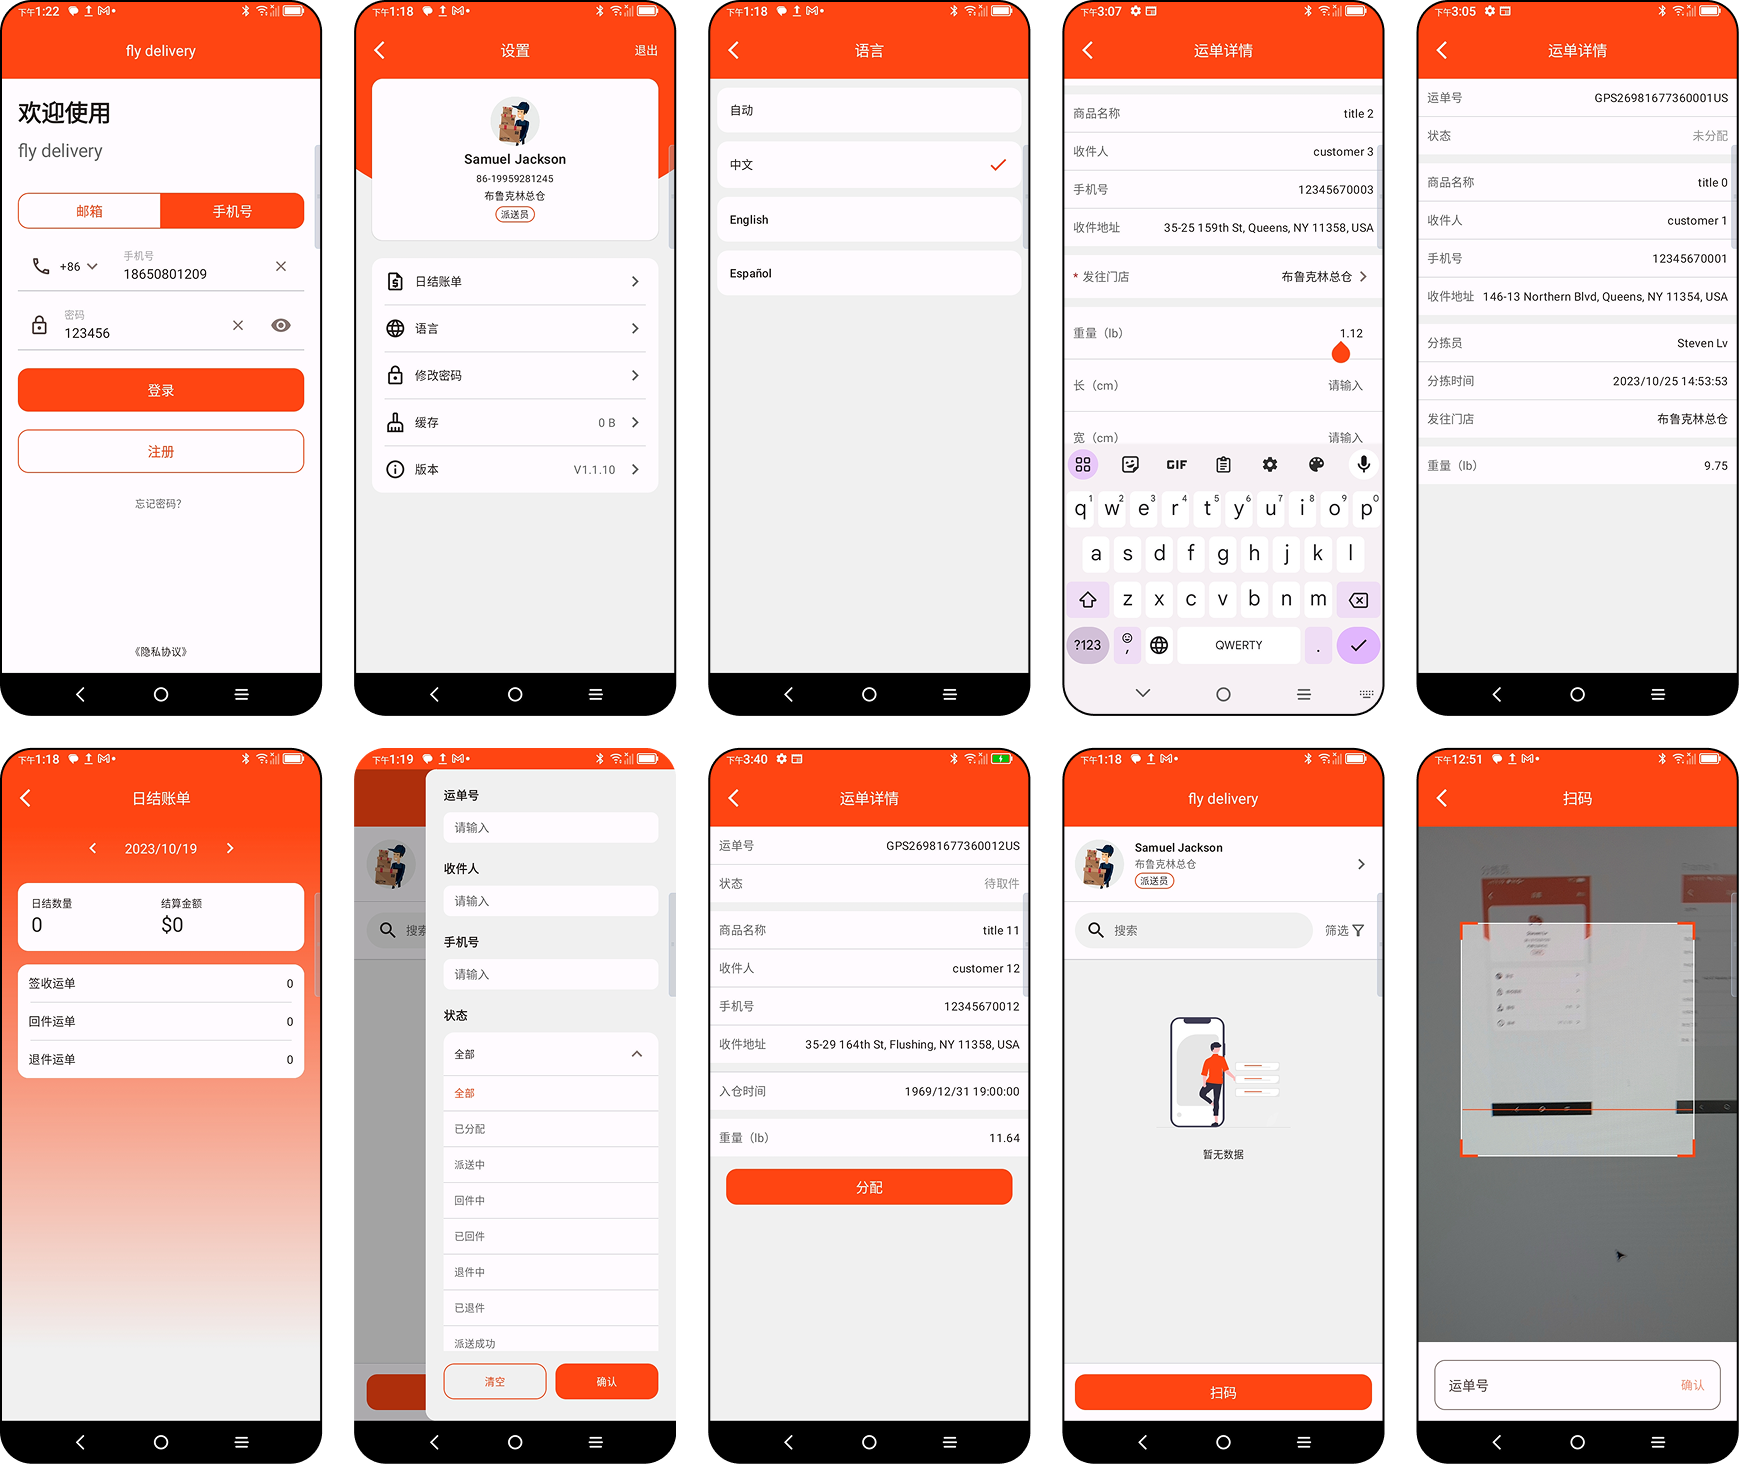 下午1:22
fly delivery
欢迎使用
fly delivery
邮箱
手机号
+86
手机号
18650801209
密码
123456
登录
注册
忘记密码?
《隐私协议》
下午1:18
设置
退出
Samuel Jackson
86-19959281245
布鲁克林总仓
派送员
日结账单
语言
修改密码
缓存
0 B
版本
V1.1.10
下午1:18
语言
自动
中文
English
Español
下午3:07
运单详情
商品名称
title 2
收件人
customer 3
手机号
12345670003
收件地址
35-25 159th St, Queens, NY 11358, USA
* 发往门店
布鲁克林总仓
重量（lb）
1.12
长（cm）
请输入
宽（cm）
请输入
GIF
q1 w2 e3 r4 t5 y6 u7 i8 o9 p0
a s d f g h j k l
z x c v b n m
?123
,
QWERTY
.
下午3:05
运单详情
运单号
GPS26981677360001US
状态
未分配
商品名称
title 0
收件人
customer 1
手机号
12345670001
收件地址
146-13 Northern Blvd, Queens, NY 11354, USA
分拣员
Steven Lv
分拣时间
2023/10/25 14:53:53
发往门店
布鲁克林总仓
重量（lb）
9.75
下午1:18
日结账单
2023/10/19
日结数量
0
结算金额
$0
签收运单
0
回件运单
0
退件运单
0
下午1:19
搜索
运单号
请输入
收件人
请输入
手机号
请输入
状态
全部
全部
已分配
派送中
回件中
已回件
退件中
已退件
派送成功
清空
确认
下午3:40
运单详情
运单号
GPS26981677360012US
状态
待取件
商品名称
title 11
收件人
customer 12
手机号
12345670012
收件地址
35-29 164th St, Flushing, NY 11358, USA
入仓时间
1969/12/31 19:00:00
重量（lb）
11.64
分配
下午1:18
fly delivery
Samuel Jackson
布鲁克林总仓
派送员
搜索
筛选
暂无数据
扫码
下午12:51
扫码
分拣员
运单号
确认